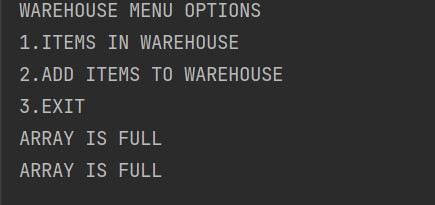 WAREHOUSE MENU OPTIONS
1.ITEMS IN WAREHOUSE
2.ADD ITEMS TO WAREHOUSE
3.EXIT
ARRAY IS FULL
ARRAY IS FULL